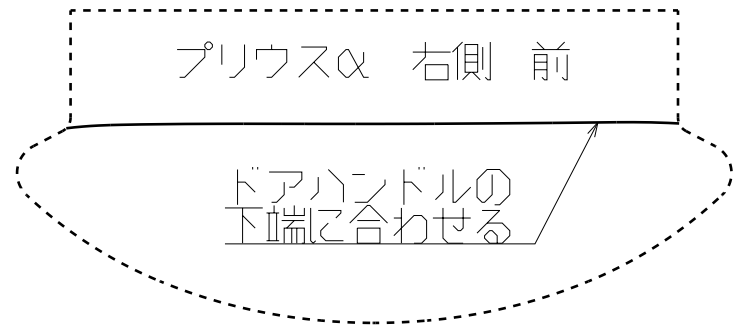 プリウスα　右側　前
ドアハンドルの
下端に合わせる